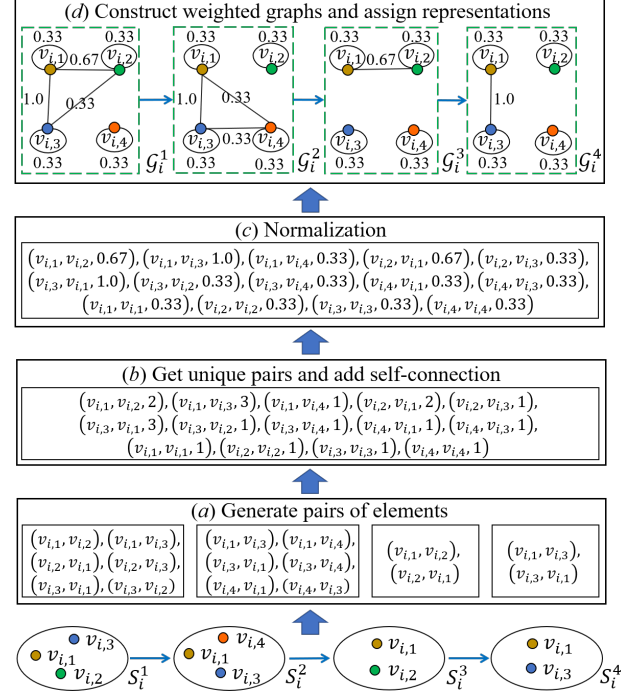 (d) Construct weighted graphs and assign representations
0.33 0.33 0.33 0.33 0.33 0.33 0.33 0.33
v_{i,1} 0.67 v_{i,2} v_{i,1} v_{i,2} v_{i,1} 0.67 v_{i,2} v_{i,1} v_{i,2}
1.0 0.33 1.0 0.33 1.0
v_{i,3} v_{i,4} v_{i,3} 0.33 v_{i,4} v_{i,3} v_{i,4} v_{i,3} v_{i,4}
0.33 0.33 𝒢_i^1 0.33 0.33 𝒢_i^2 0.33 0.33 𝒢_i^3 0.33 0.33 𝒢_i^4
(c) Normalization
(v_{i,1}, v_{i,2}, 0.67), (v_{i,1}, v_{i,3}, 1.0), (v_{i,1}, v_{i,4}, 0.33), (v_{i,2}, v_{i,1}, 0.67), (v_{i,2}, v_{i,3}, 0.33),
(v_{i,3}, v_{i,1}, 1.0), (v_{i,3}, v_{i,2}, 0.33), (v_{i,3}, v_{i,4}, 0.33), (v_{i,4}, v_{i,1}, 0.33), (v_{i,4}, v_{i,3}, 0.33),
(v_{i,1}, v_{i,1}, 0.33), (v_{i,2}, v_{i,2}, 0.33), (v_{i,3}, v_{i,3}, 0.33), (v_{i,4}, v_{i,4}, 0.33)
(b) Get unique pairs and add self-connection
(v_{i,1}, v_{i,2}, 2), (v_{i,1}, v_{i,3}, 3), (v_{i,1}, v_{i,4}, 1), (v_{i,2}, v_{i,1}, 2), (v_{i,2}, v_{i,3}, 1),
(v_{i,3}, v_{i,1}, 3), (v_{i,3}, v_{i,2}, 1), (v_{i,3}, v_{i,4}, 1), (v_{i,4}, v_{i,1}, 1), (v_{i,4}, v_{i,3}, 1),
(v_{i,1}, v_{i,1}, 1), (v_{i,2}, v_{i,2}, 1), (v_{i,3}, v_{i,3}, 1), (v_{i,4}, v_{i,4}, 1)
(a) Generate pairs of elements
(v_{i,1}, v_{i,2}), (v_{i,1}, v_{i,3}),
(v_{i,2}, v_{i,1}), (v_{i,2}, v_{i,3}),
(v_{i,3}, v_{i,1}), (v_{i,3}, v_{i,2})
(v_{i,1}, v_{i,3}), (v_{i,1}, v_{i,4}),
(v_{i,3}, v_{i,1}), (v_{i,3}, v_{i,4}),
(v_{i,4}, v_{i,1}), (v_{i,4}, v_{i,3})
(v_{i,1}, v_{i,2}),
(v_{i,2}, v_{i,1})
(v_{i,1}, v_{i,3}),
(v_{i,3}, v_{i,1})
v_{i,3}
v_{i,1}
v_{i,2} S_i^1
v_{i,4}
v_{i,1}
v_{i,3} S_i^2
v_{i,1}
v_{i,2} S_i^3
v_{i,1}
v_{i,3} S_i^4